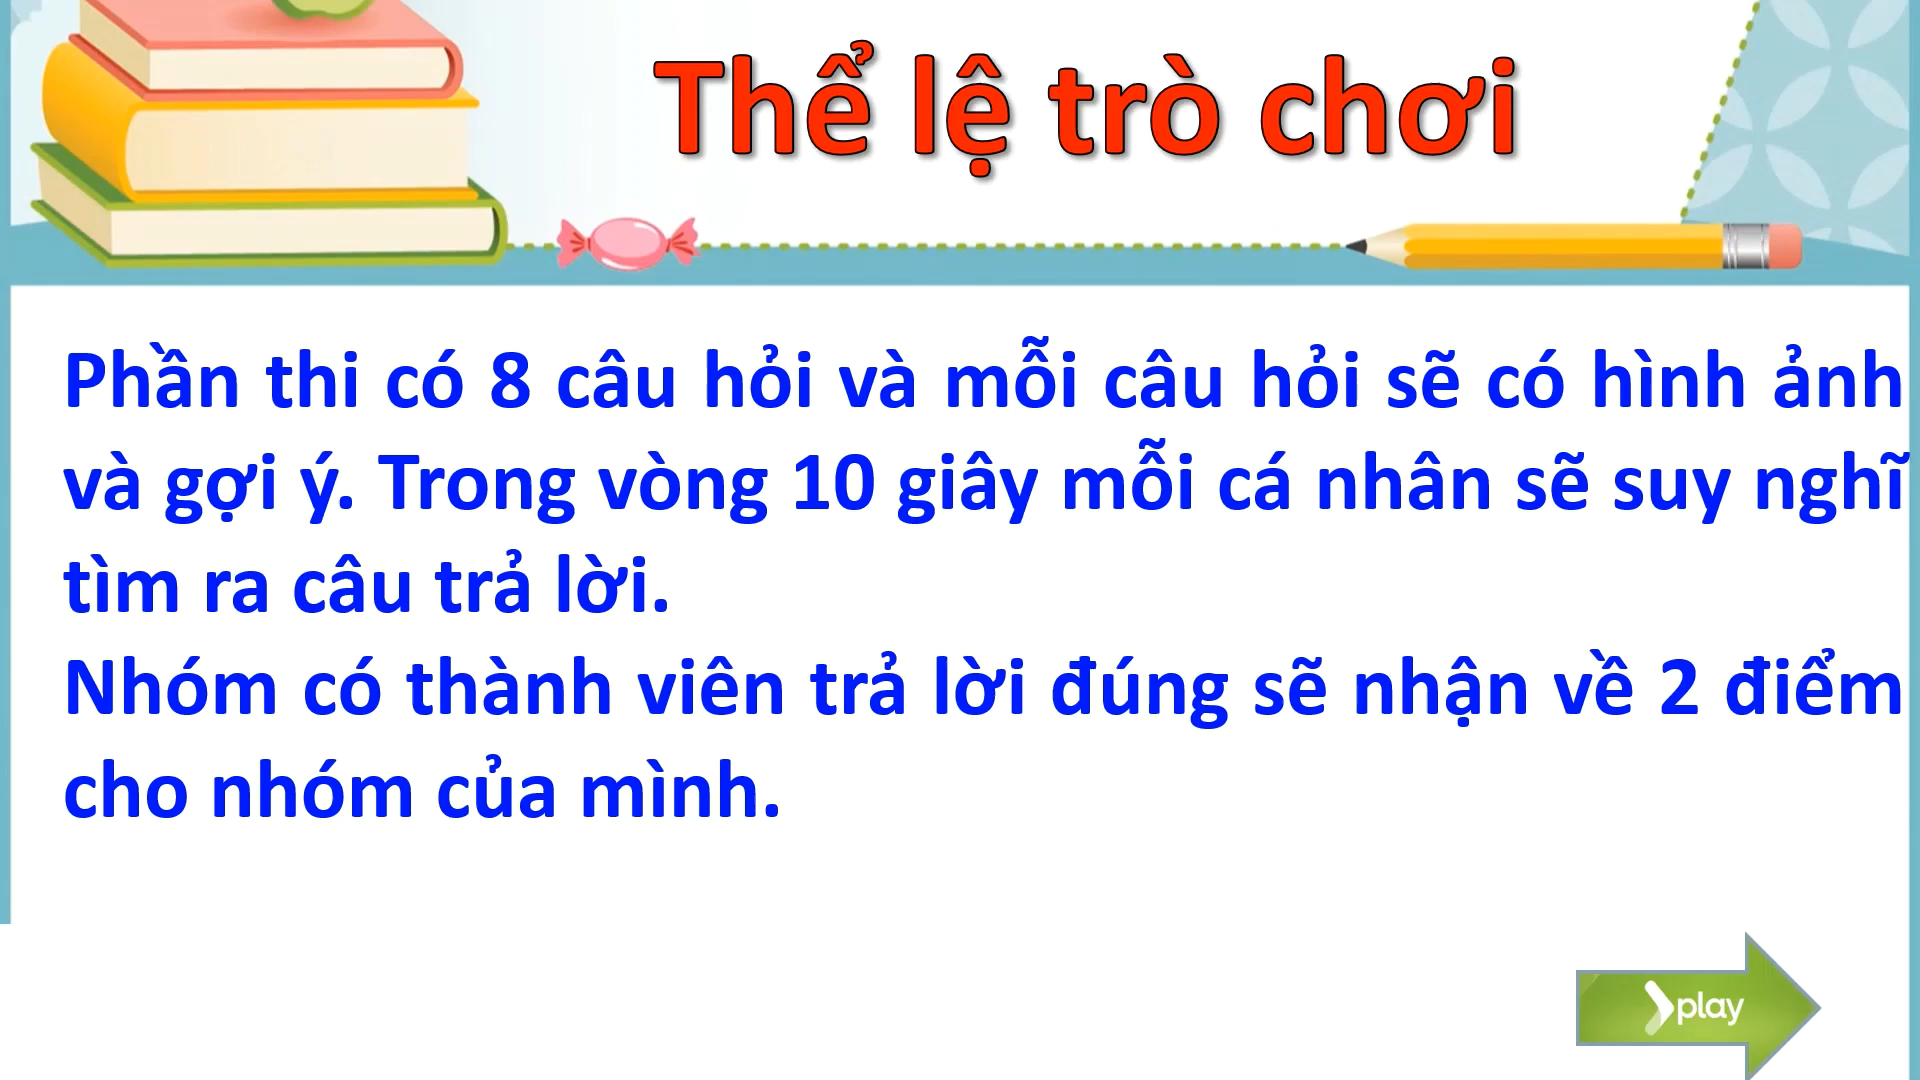 Thể lệ trò chơi
Phần thi có 8 câu hỏi và mỗi câu hỏi sẽ có hình ảnh
và gợi ý. Trong vòng 10 giây mỗi cá nhân sẽ suy nghĩ
tìm ra câu trả lời.
Nhóm có thành viên trả lời đúng sẽ nhận về 2 điểm
cho nhóm của mình.
play